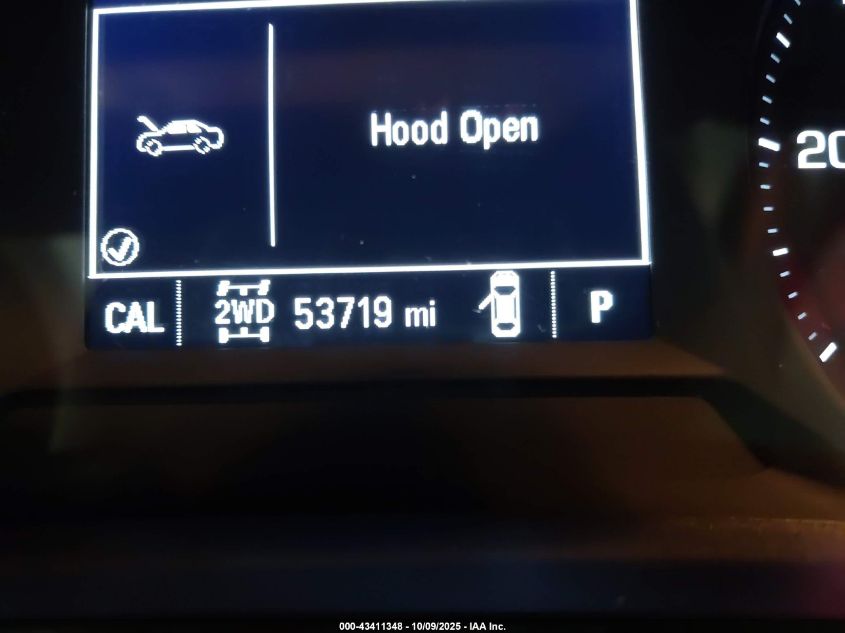 Hood Open
20
CAL 2WD 53719 mi P
000-43411348 - 10/09/2025 - IAA Inc.